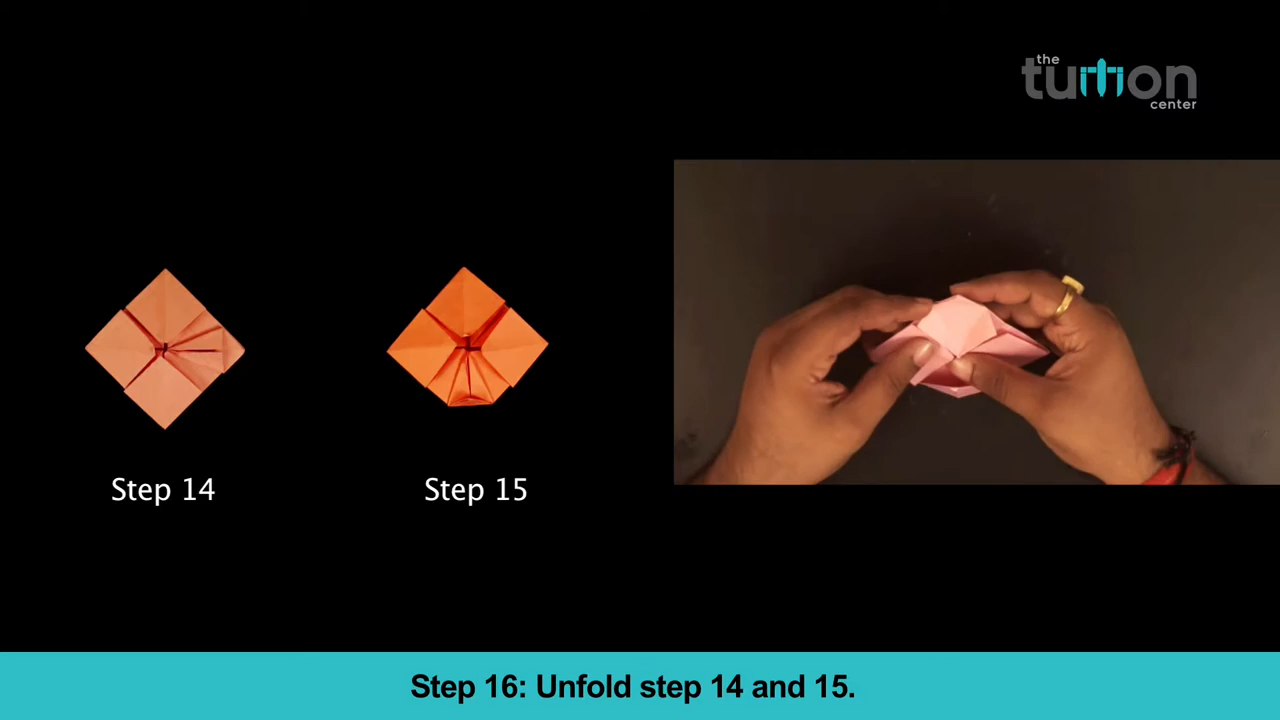 the
tuition
center
Step 14
Step 15
Step 16: Unfold step 14 and 15.